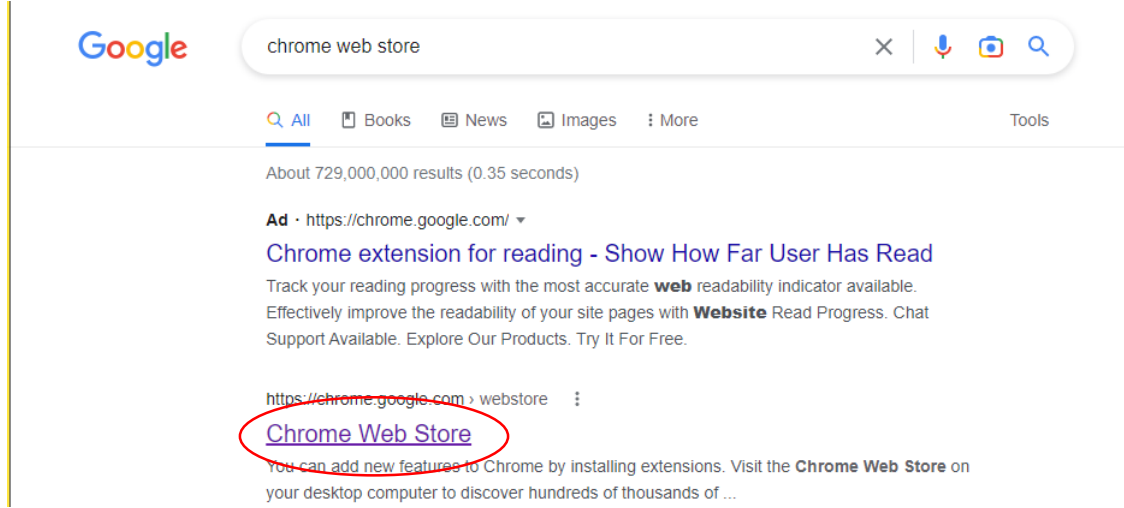 Google
chrome web store
All Books News Images More Tools
About 729,000,000 results (0.35 seconds)
Ad · https://chrome.google.com/
Chrome extension for reading - Show How Far User Has Read
Track your reading progress with the most accurate web readability indicator available.
Effectively improve the readability of your site pages with Website Read Progress. Chat
Support Available. Explore Our Products. Try It For Free.
https://chrome.google.com › webstore
Chrome Web Store
You can add new features to Chrome by installing extensions. Visit the Chrome Web Store on
your desktop computer to discover hundreds of thousands of ...